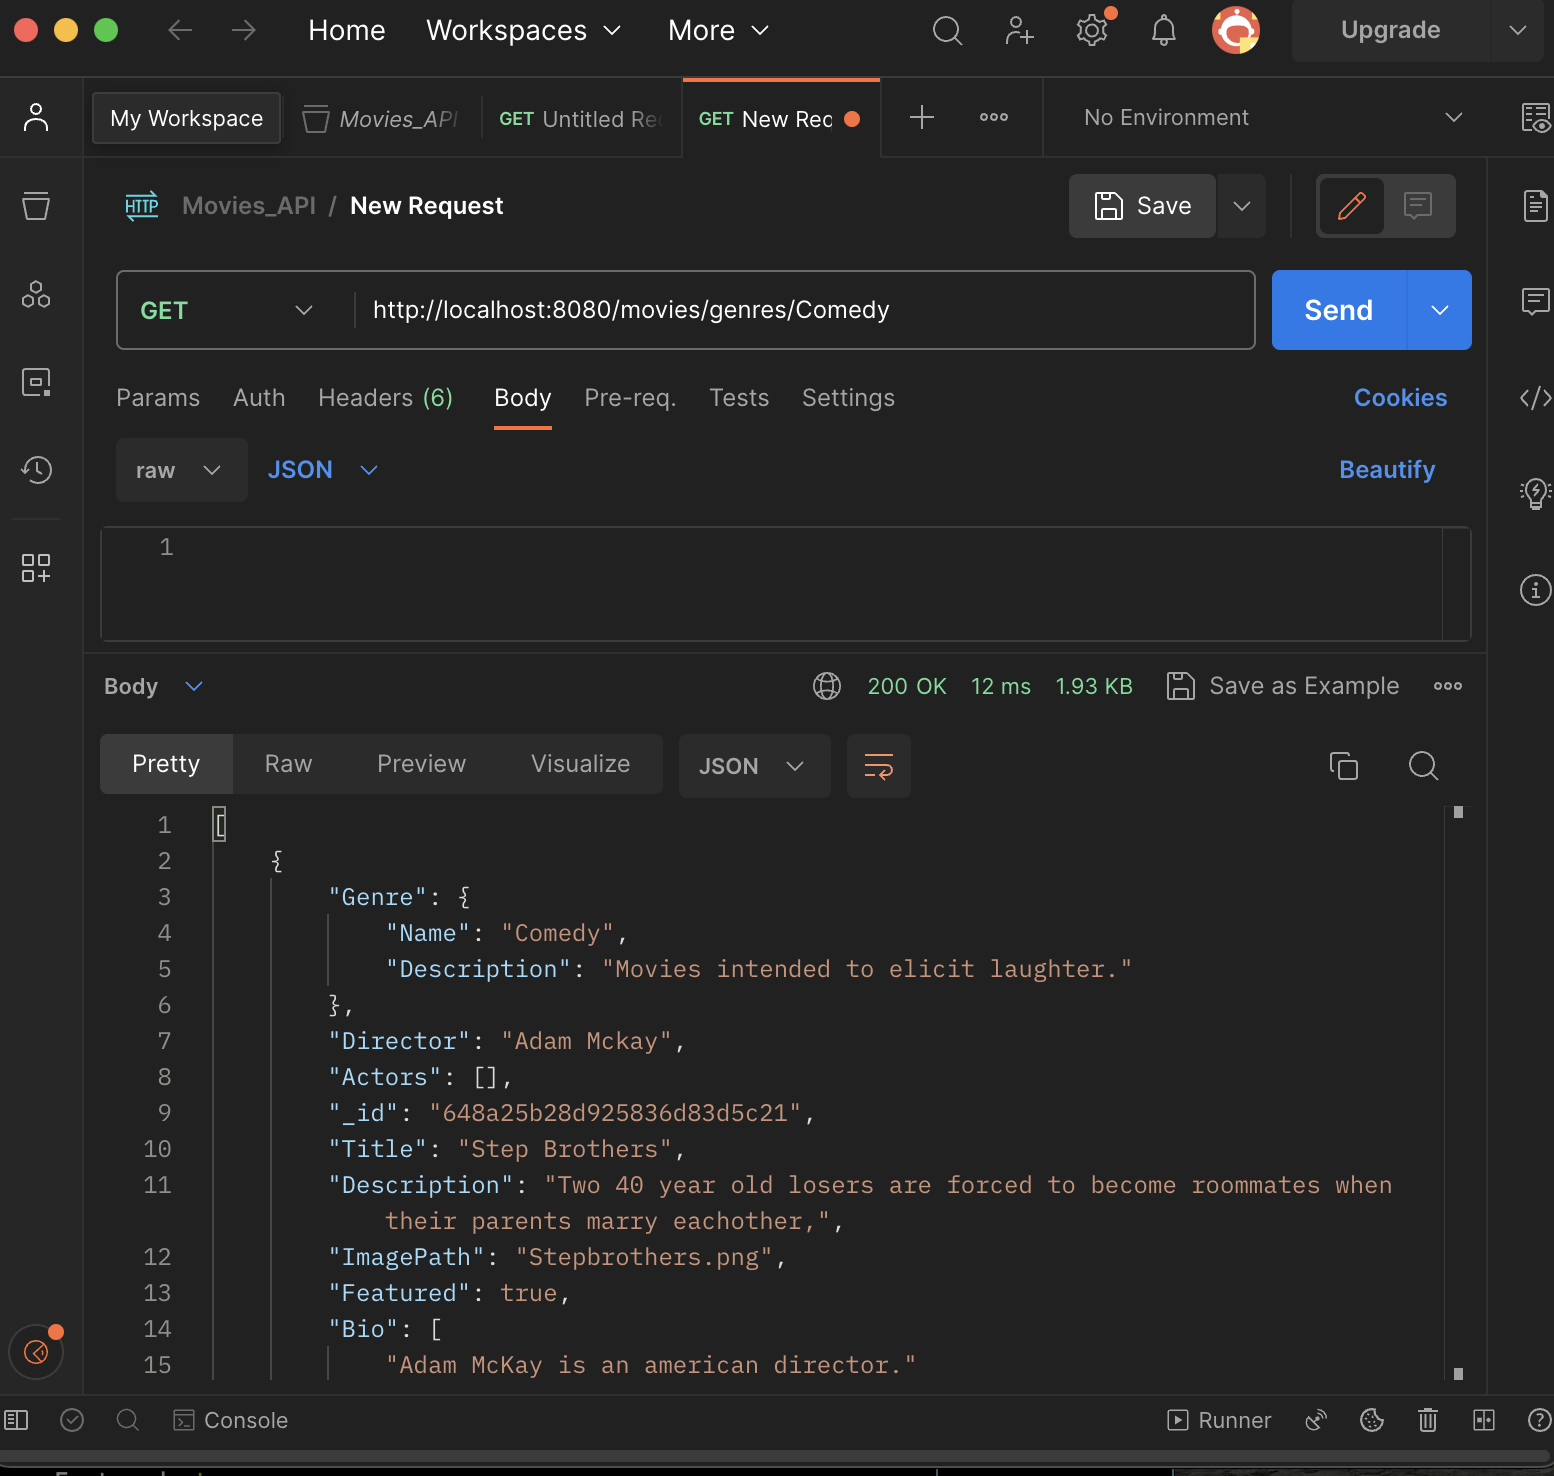 Home Workspaces More Upgrade
My Workspace Movies_API GET Untitled Re GET New Req No Environment
HTTP Movies_API / New Request Save
GET http://localhost:8080/movies/genres/Comedy Send
Params Auth Headers (6) Body Pre-req. Tests Settings Cookies
raw JSON Beautify
1
Body 200 OK 12 ms 1.93 KB Save as Example
Pretty Raw Preview Visualize JSON
1 [
2 {
3 "Genre": {
4 "Name": "Comedy",
5 "Description": "Movies intended to elicit laughter."
6 },
7 "Director": "Adam Mckay",
8 "Actors": [],
9 "_id": "648a25b28d925836d83d5c21",
10 "Title": "Step Brothers",
11 "Description": "Two 40 year old losers are forced to become roommates when
their parents marry eachother,",
12 "ImagePath": "Stepbrothers.png",
13 "Featured": true,
14 "Bio": [
15 "Adam McKay is an american director."
Console Runner